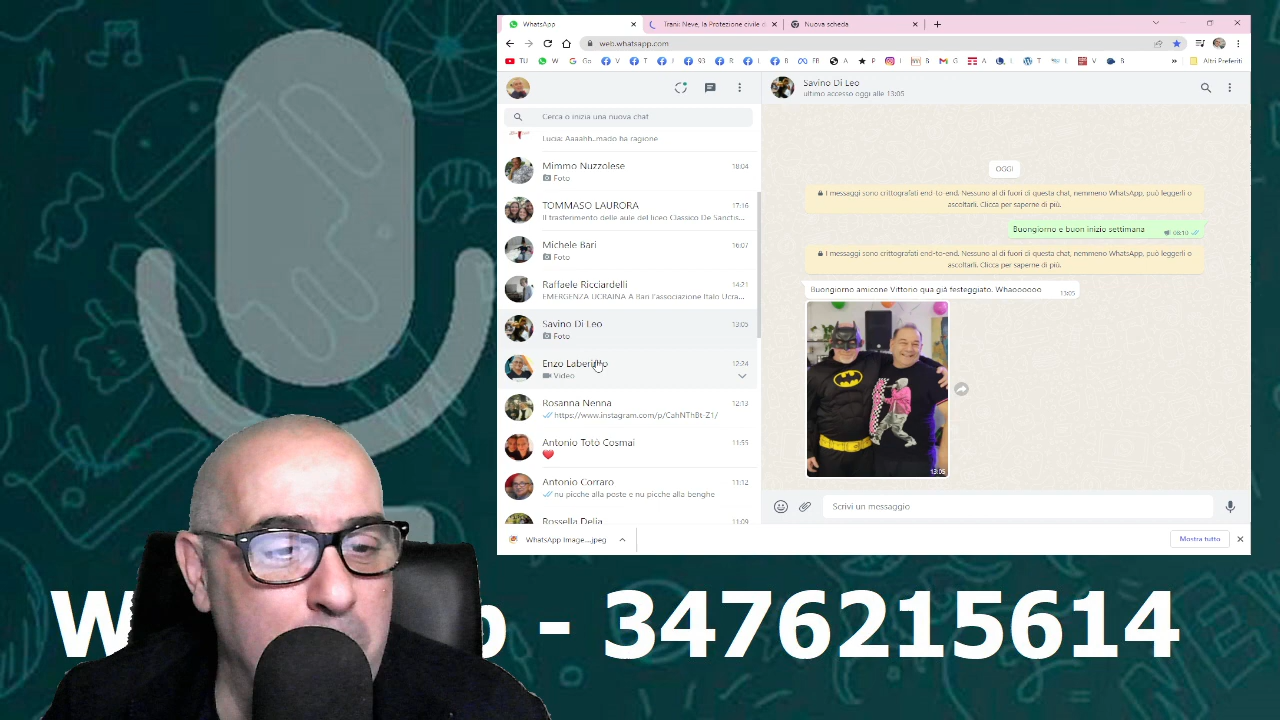 WhatsApp
Trani: Neve, la Protezione civile ri
Nuova scheda
web.whatsapp.com
Altri Preferiti
Savino Di Leo
ultimo accesso oggi alle 13:05
Cerca o inizia una nuova chat
Lucia: Aaaahh..mado ha ragione
Mimmo Nuzzolese 18:04
Foto
TOMMASO LAURORA 17:16
Il trasferimento delle aule del liceo Classico De Sanctis...
Michele Bari 16:07
Foto
Raffaele Ricciardelli 14:21
EMERGENZA UCRAINA A Bari l'associazione Italo Ucra...
Savino Di Leo 13:05
Foto
Enzo 12:24
Video
Rosanna Nenna 12:13
https://www.instagram.com/p/CahNThBt-Z1/
Antonio Totò Cosmai 11:55
Antonio Corraro 11:12
nu picche alla poste e nu picche alla benghe
Rossella Delia 11:09
OGGI
I messaggi sono crittografati end-to-end. Nessuno al di fuori di questa chat, nemmeno WhatsApp, può leggerli o
ascoltarli. Clicca per saperne di più.
Buongiorno e buon inizio settimana 08:10
I messaggi sono crittografati end-to-end. Nessuno al di fuori di questa chat, nemmeno WhatsApp, può leggerli o
ascoltarli. Clicca per saperne di più.
Buongiorno amicone Vittorio qua già festeggiato. Whaooooo 13:05
13:05
Scrivi un messaggio
WhatsApp Image....jpeg
Mostra tutto
- 3476215614